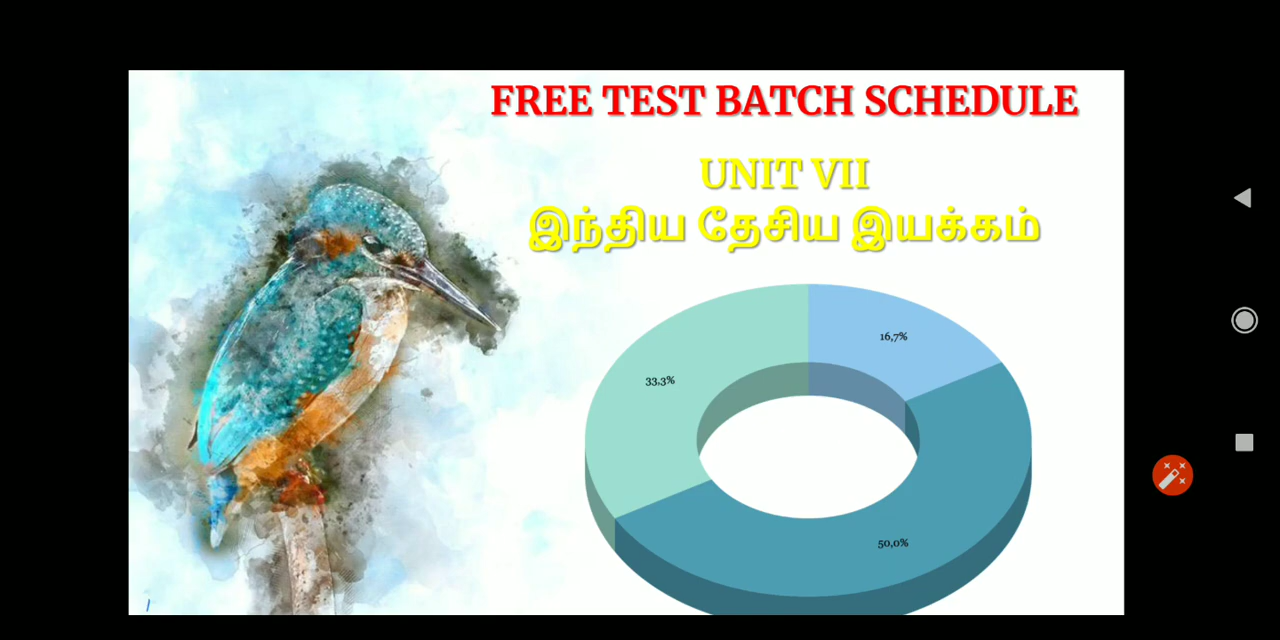 FREE TEST BATCH SCHEDULE
UNIT VII
இந்திய தேசிய இயக்கம்
16,7%
33,3%
50,0%